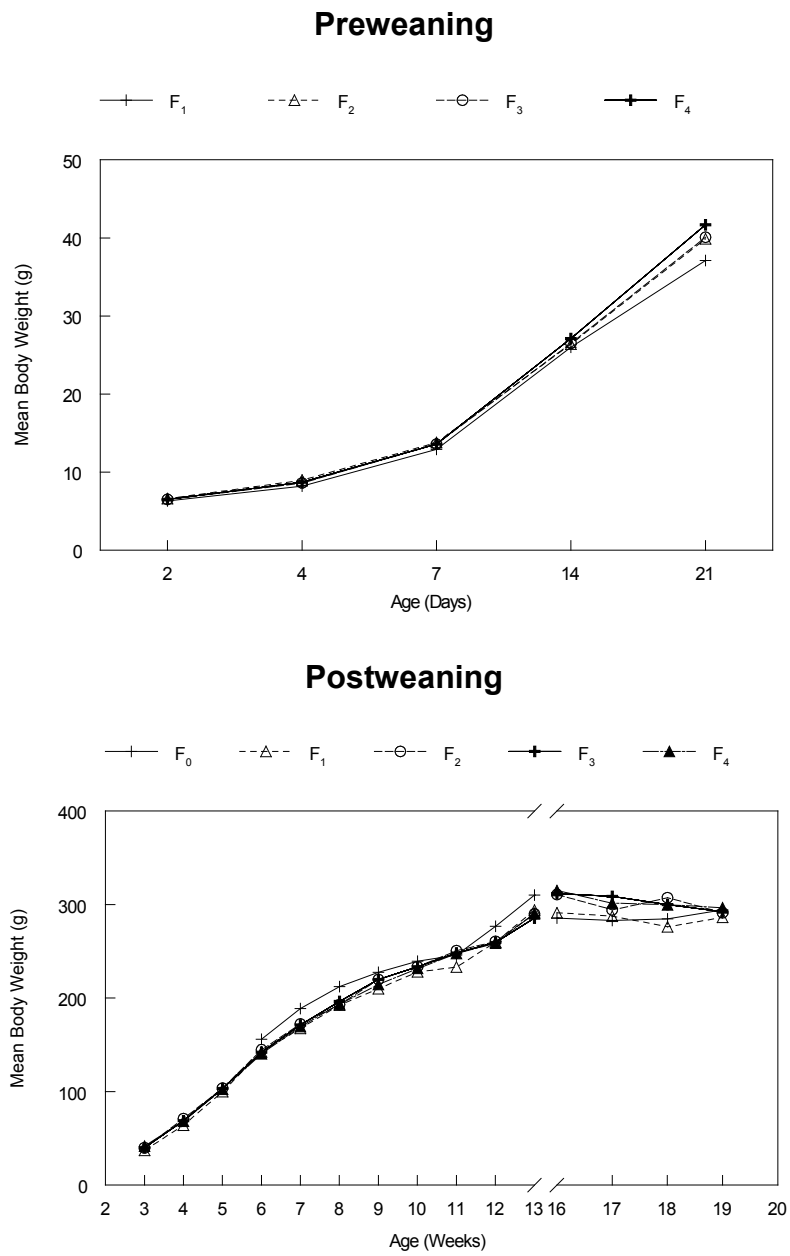 Preweaning
F₁ F₂ F₃ F₄
50
40
30
20
10
0
Mean Body Weight (g)
2 4 7 14 21
Age (Days)
Postweaning
F₀ F₁ F₂ F₃ F₄
400
300
200
100
0
Mean Body Weight (g)
2 3 4 5 6 7 8 9 10 11 12 13 16 17 18 19 20
Age (Weeks)